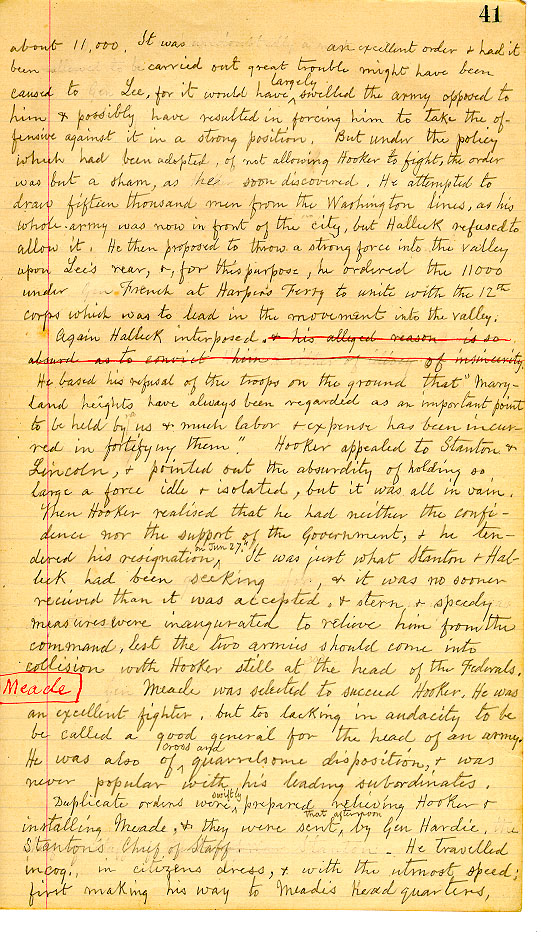 41
about 11,000. It was an excellent order & had it
been carried out great trouble might have been
caused to Gen Lee, for it would have largely swelled the army opposed to
him & possibly have resulted in forcing him to take the of-
fensive against it in a strong position. But under the policy
which had been adopted, of not allowing Hooker to fight, the order
was but a sham, as he soon discovered. He attempted to
draw fifteen thousand men from the Washington lines, as his
whole army was now in front of the city, but Halleck refused to
allow it. He then proposed to throw a strong force into the valley
upon Lee's rear, &, for this purpose, he ordered the 11000
under Gen French at Harper's Ferry to unite with the 12th
corps which was to lead in the movement into the valley.
Again Halleck interposed. & his alleged reason is so
absurd as to convict him of insincerity.
He based his refusal of the troops on the ground that "Mary-
land heights have always been regarded as an important point
to be held by us & much labor & expense has been incur-
red in fortifying them". Hooker appealed to Stanton &
Lincoln, & pointed out the absurdity of holding so
large a force idle & isolated, but it was all in vain.
Then Hooker realised that he had neither the confi-
dence nor the support of the Government, & he ten-
dered his resignation on Jun 27. It was just what Stanton & Hal-
leck had been seeking, & it was no sooner
received than it was accepted, & stern & speedy
measures were inaugurated to relieve him from the
command, lest the two armies should come into
collision with Hooker still at the head of the Federals.
Meade
Gen Meade was selected to succeed Hooker. He was
an excellent fighter, but too lacking in audacity to be
be called a good general for the head of an army.
He was also of cross and quarrelsome disposition, & was
never popular with his leading subordinates.
Duplicate orders were swiftly prepared relieving Hooker &
installing Meade, & they were sent, that afternoon by Gen Hardie,
Stanton's Chief of Staff. He travelled
incog., in citizens dress, & with the utmost speed;
first making his way to Meade's Head quarters,